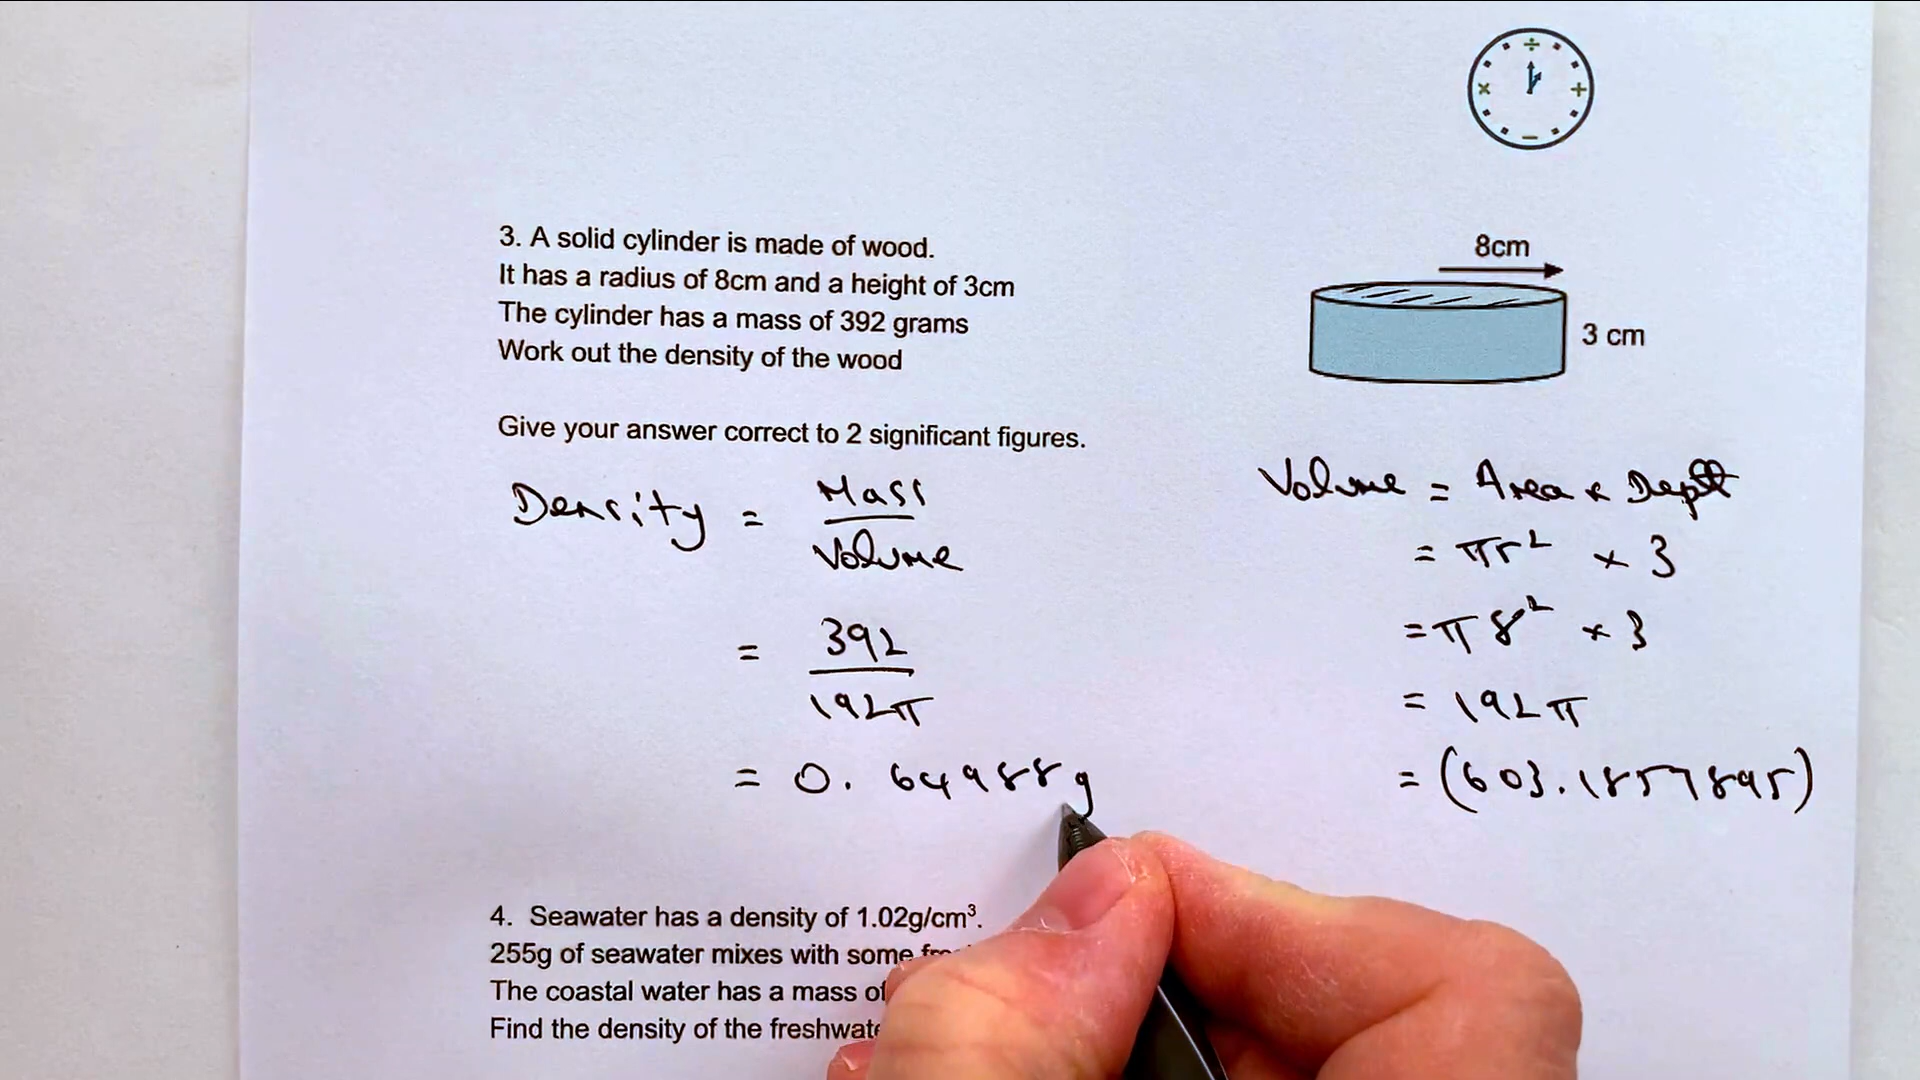 8cm
3. A solid cylinder is made of wood.
It has a radius of 8cm and a height of 3cm
The cylinder has a mass of 392 grams
Work out the density of the wood
3 cm
Give your answer correct to 2 significant figures.
Density = Mass / Volume
= 392 / 192π
= 0.64988g
Volume = Area × Depth
= πr² × 3
= π8² × 3
= 192π
= (603.1857895)
4. Seawater has a density of 1.02g/cm³.
255g of seawater mixes with some
The coastal water has a mass of
Find the density of the